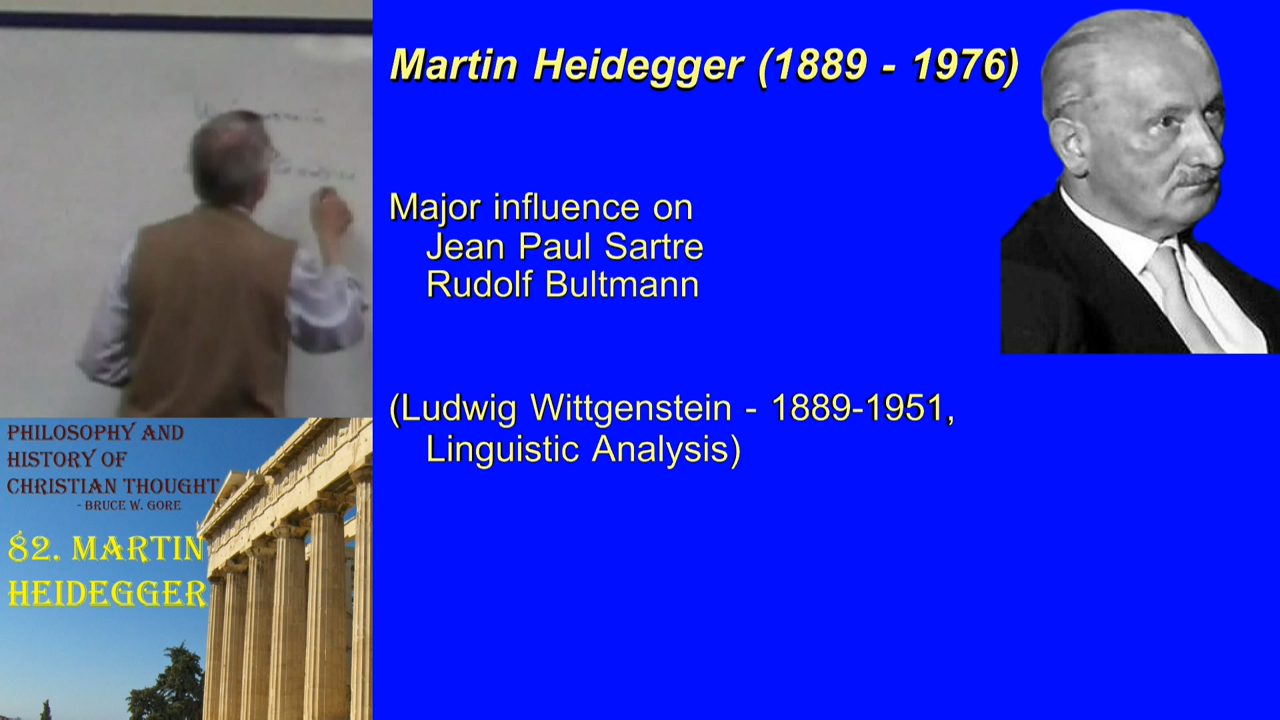 Martin Heidegger (1889 - 1976)
Major influence on
Jean Paul Sartre
Rudolf Bultmann
(Ludwig Wittgenstein - 1889-1951,
Linguistic Analysis)
PHILOSOPHY AND
HISTORY OF
CHRISTIAN THOUGHT
- BRUCE W. GORE
82. MARTIN
HEIDEGGER